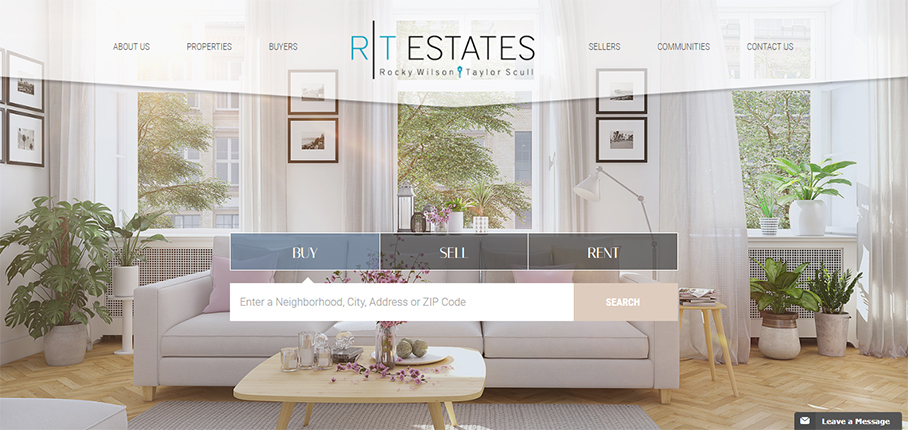 ABOUT US PROPERTIES BUYERS R|T ESTATES SELLERS COMMUNITIES CONTACT US
Rocky Wilson Taylor Scull
BUY SELL RENT
Enter a Neighborhood, City, Address or ZIP Code SEARCH
Leave a Message